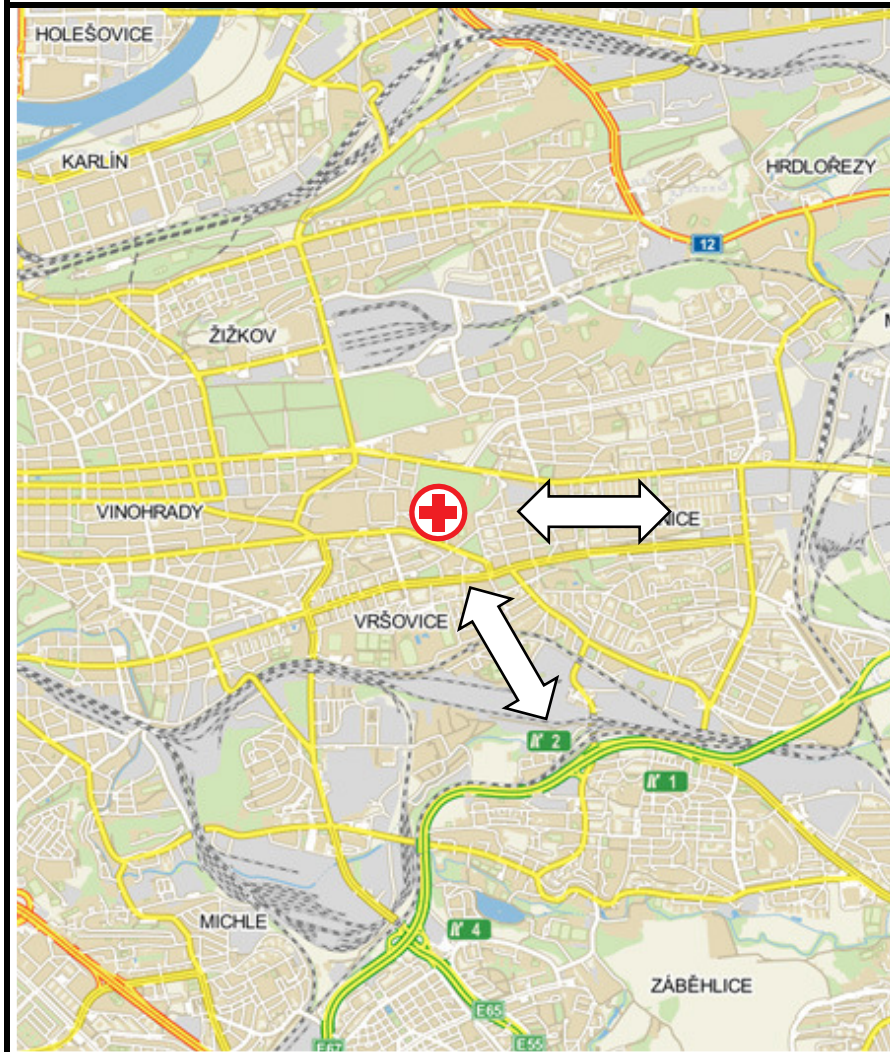 HOLEŠOVICE
KARLÍN
HRDLOŘEZY
12
ŽIŽKOV
VINOHRADY
NICE
VRŠOVICE
2
1
MICHLE
4
ZÁBĚHLICE
E65
E67
E55